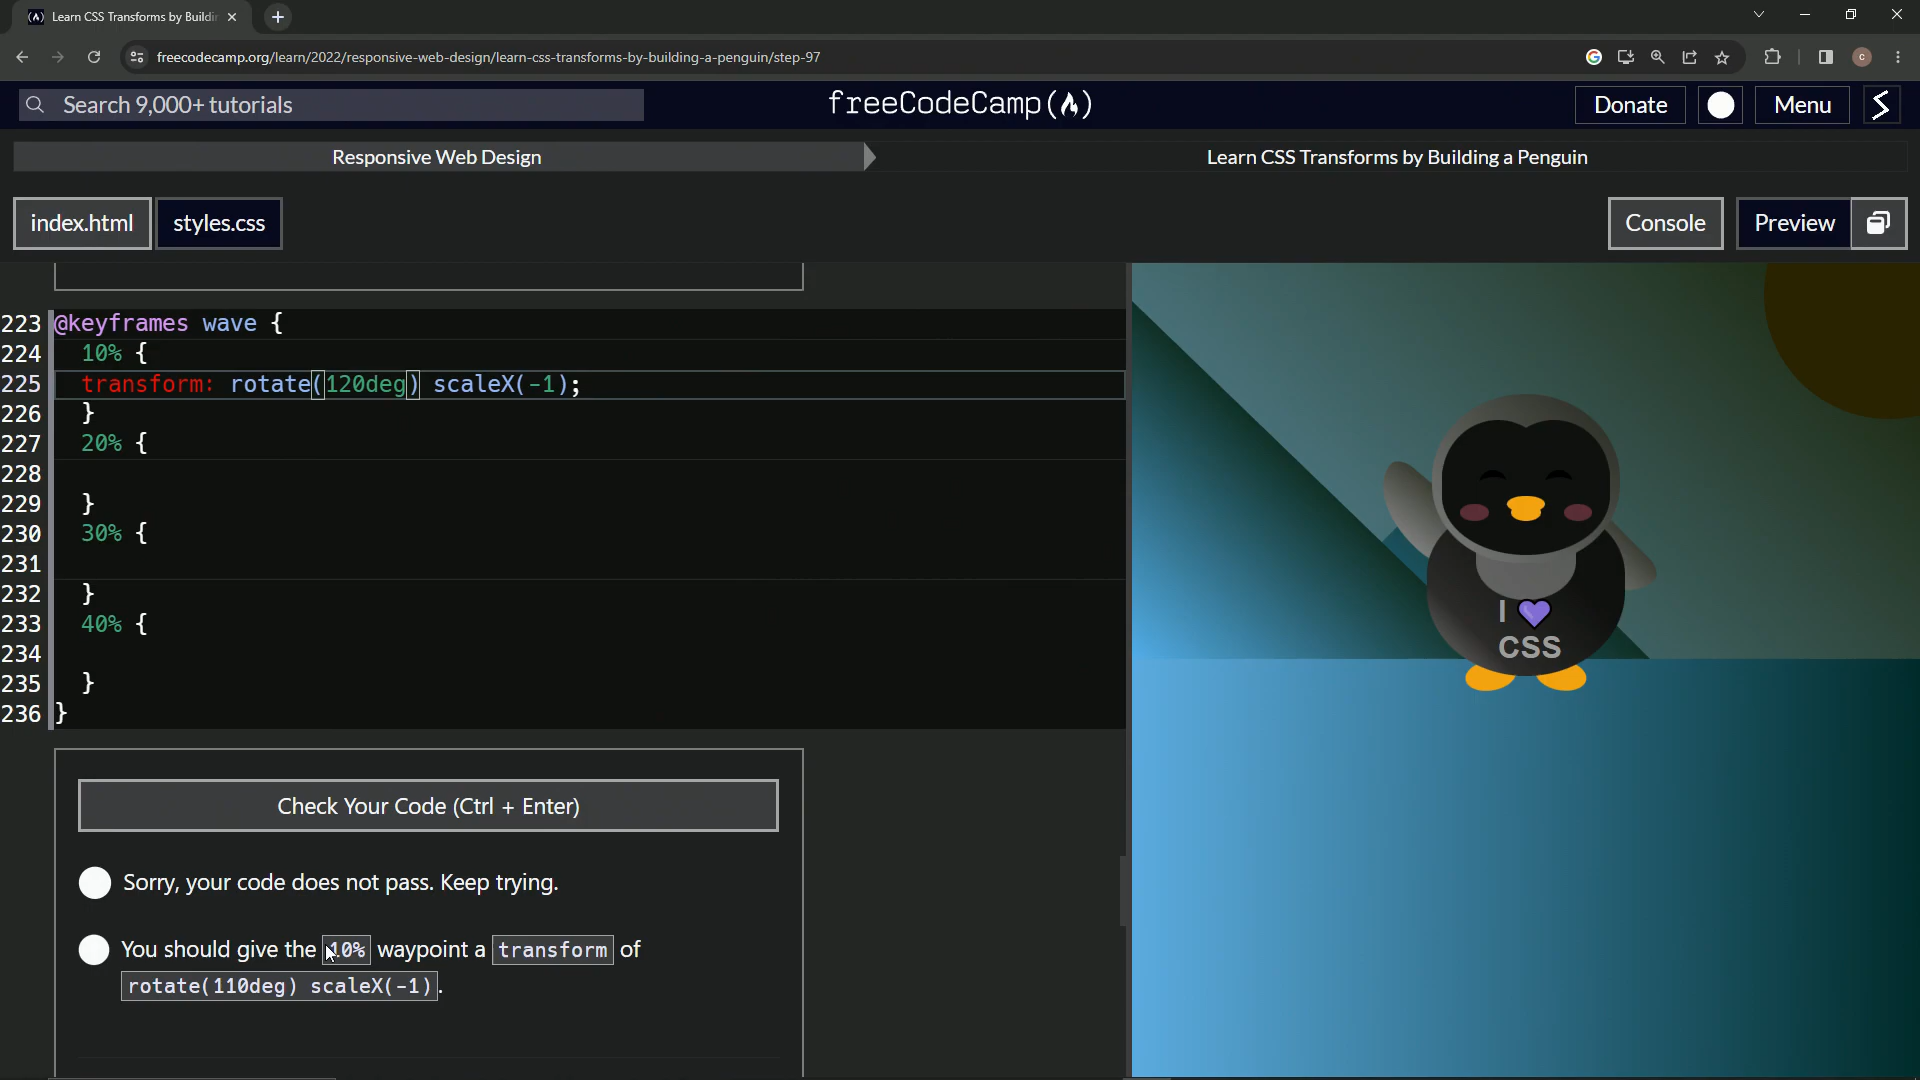 Learn CSS Transforms by Buildi
freecodecamp.org/learn/2022/responsive-web-design/learn-css-transforms-by-building-a-penguin/step-97
c
Search 9,000+ tutorials
freeCodeCamp
Donate
Menu
Responsive Web Design
Learn CSS Transforms by Building a Penguin
index.html
styles.css
Console
Preview
223 @keyframes wave {
224 10% {
225 transform: rotate(120deg) scaleX(-1);
226 }
227 20% {
228
229 }
230 30% {
231
232 }
233 40% {
234
235 }
236 }
I 💜
CSS
Check Your Code (Ctrl + Enter)
Sorry, your code does not pass. Keep trying.
You should give the 10% waypoint a transform of
rotate(110deg) scaleX(-1).